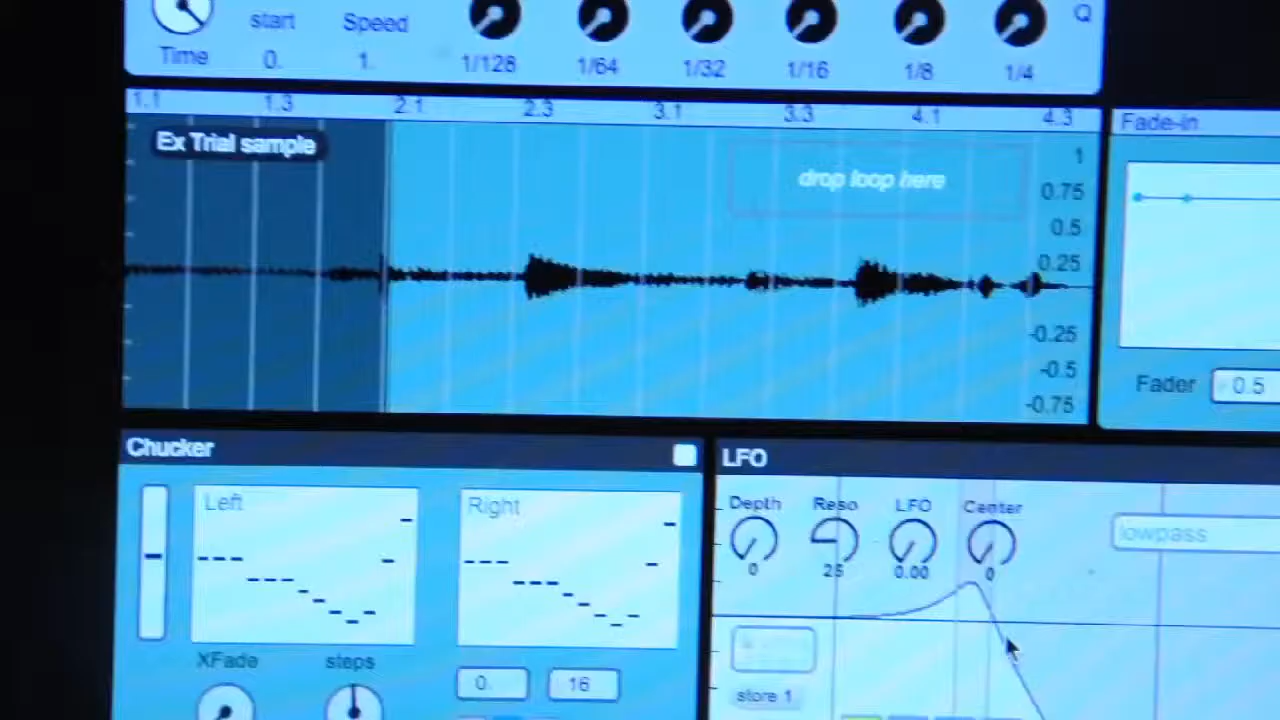 start Speed Q
Time 0. 1. 1/128 1/64 1/32 1/16 1/8 1/4
1.1 1.3 2.1 2.3 3.1 3.3 4.1 4.3
Fade-in
Ex Trial sample
drop loop here
1
0.75
0.5
0.25
-0.25
-0.5
-0.75
Fader 0.5
Chucker
LFO
Left
Right
Depth Reso LFO Center
lowpass
0 25 0.00 0
XFade steps
0. 16
store 1